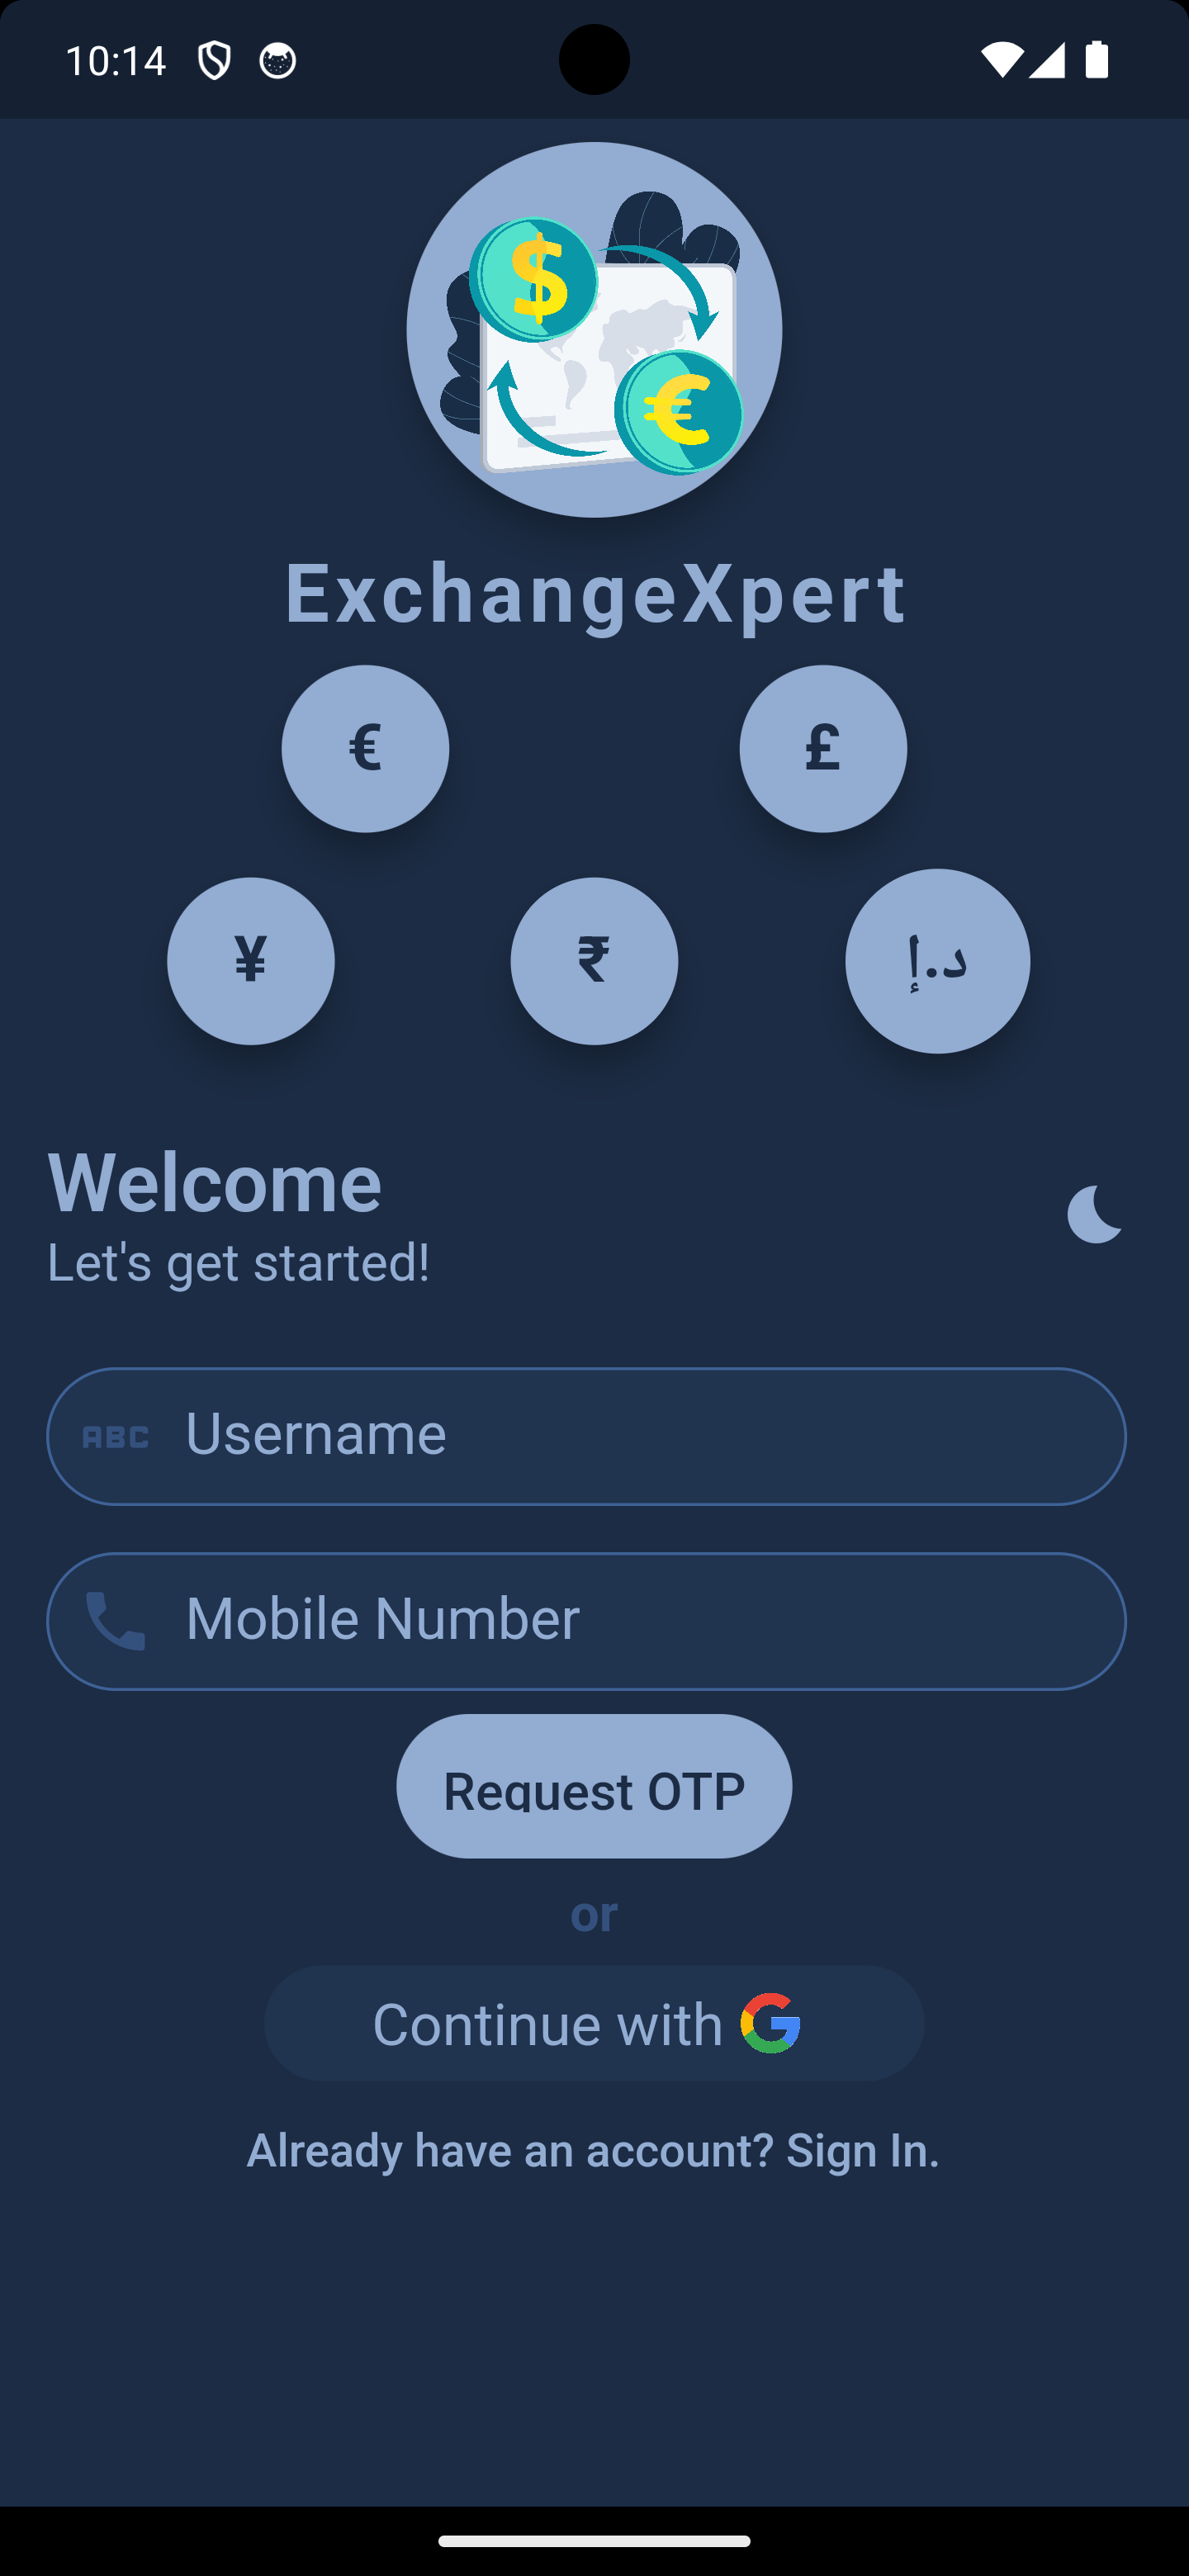 10:14
$
€
ExchangeXpert
€ £
¥ ₹ د.إ
Welcome
Let's get started!
ABC Username
Mobile Number
Request OTP
or
Continue with G
Already have an account? Sign In.